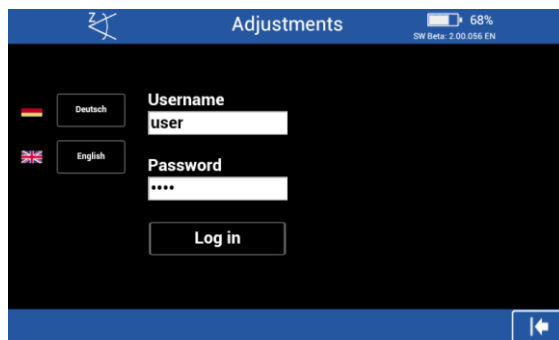 Z
Adjustments
68%
SW Beta: 2.00.056 EN
Deutsch
English
Username
user
Password
••••
Log in